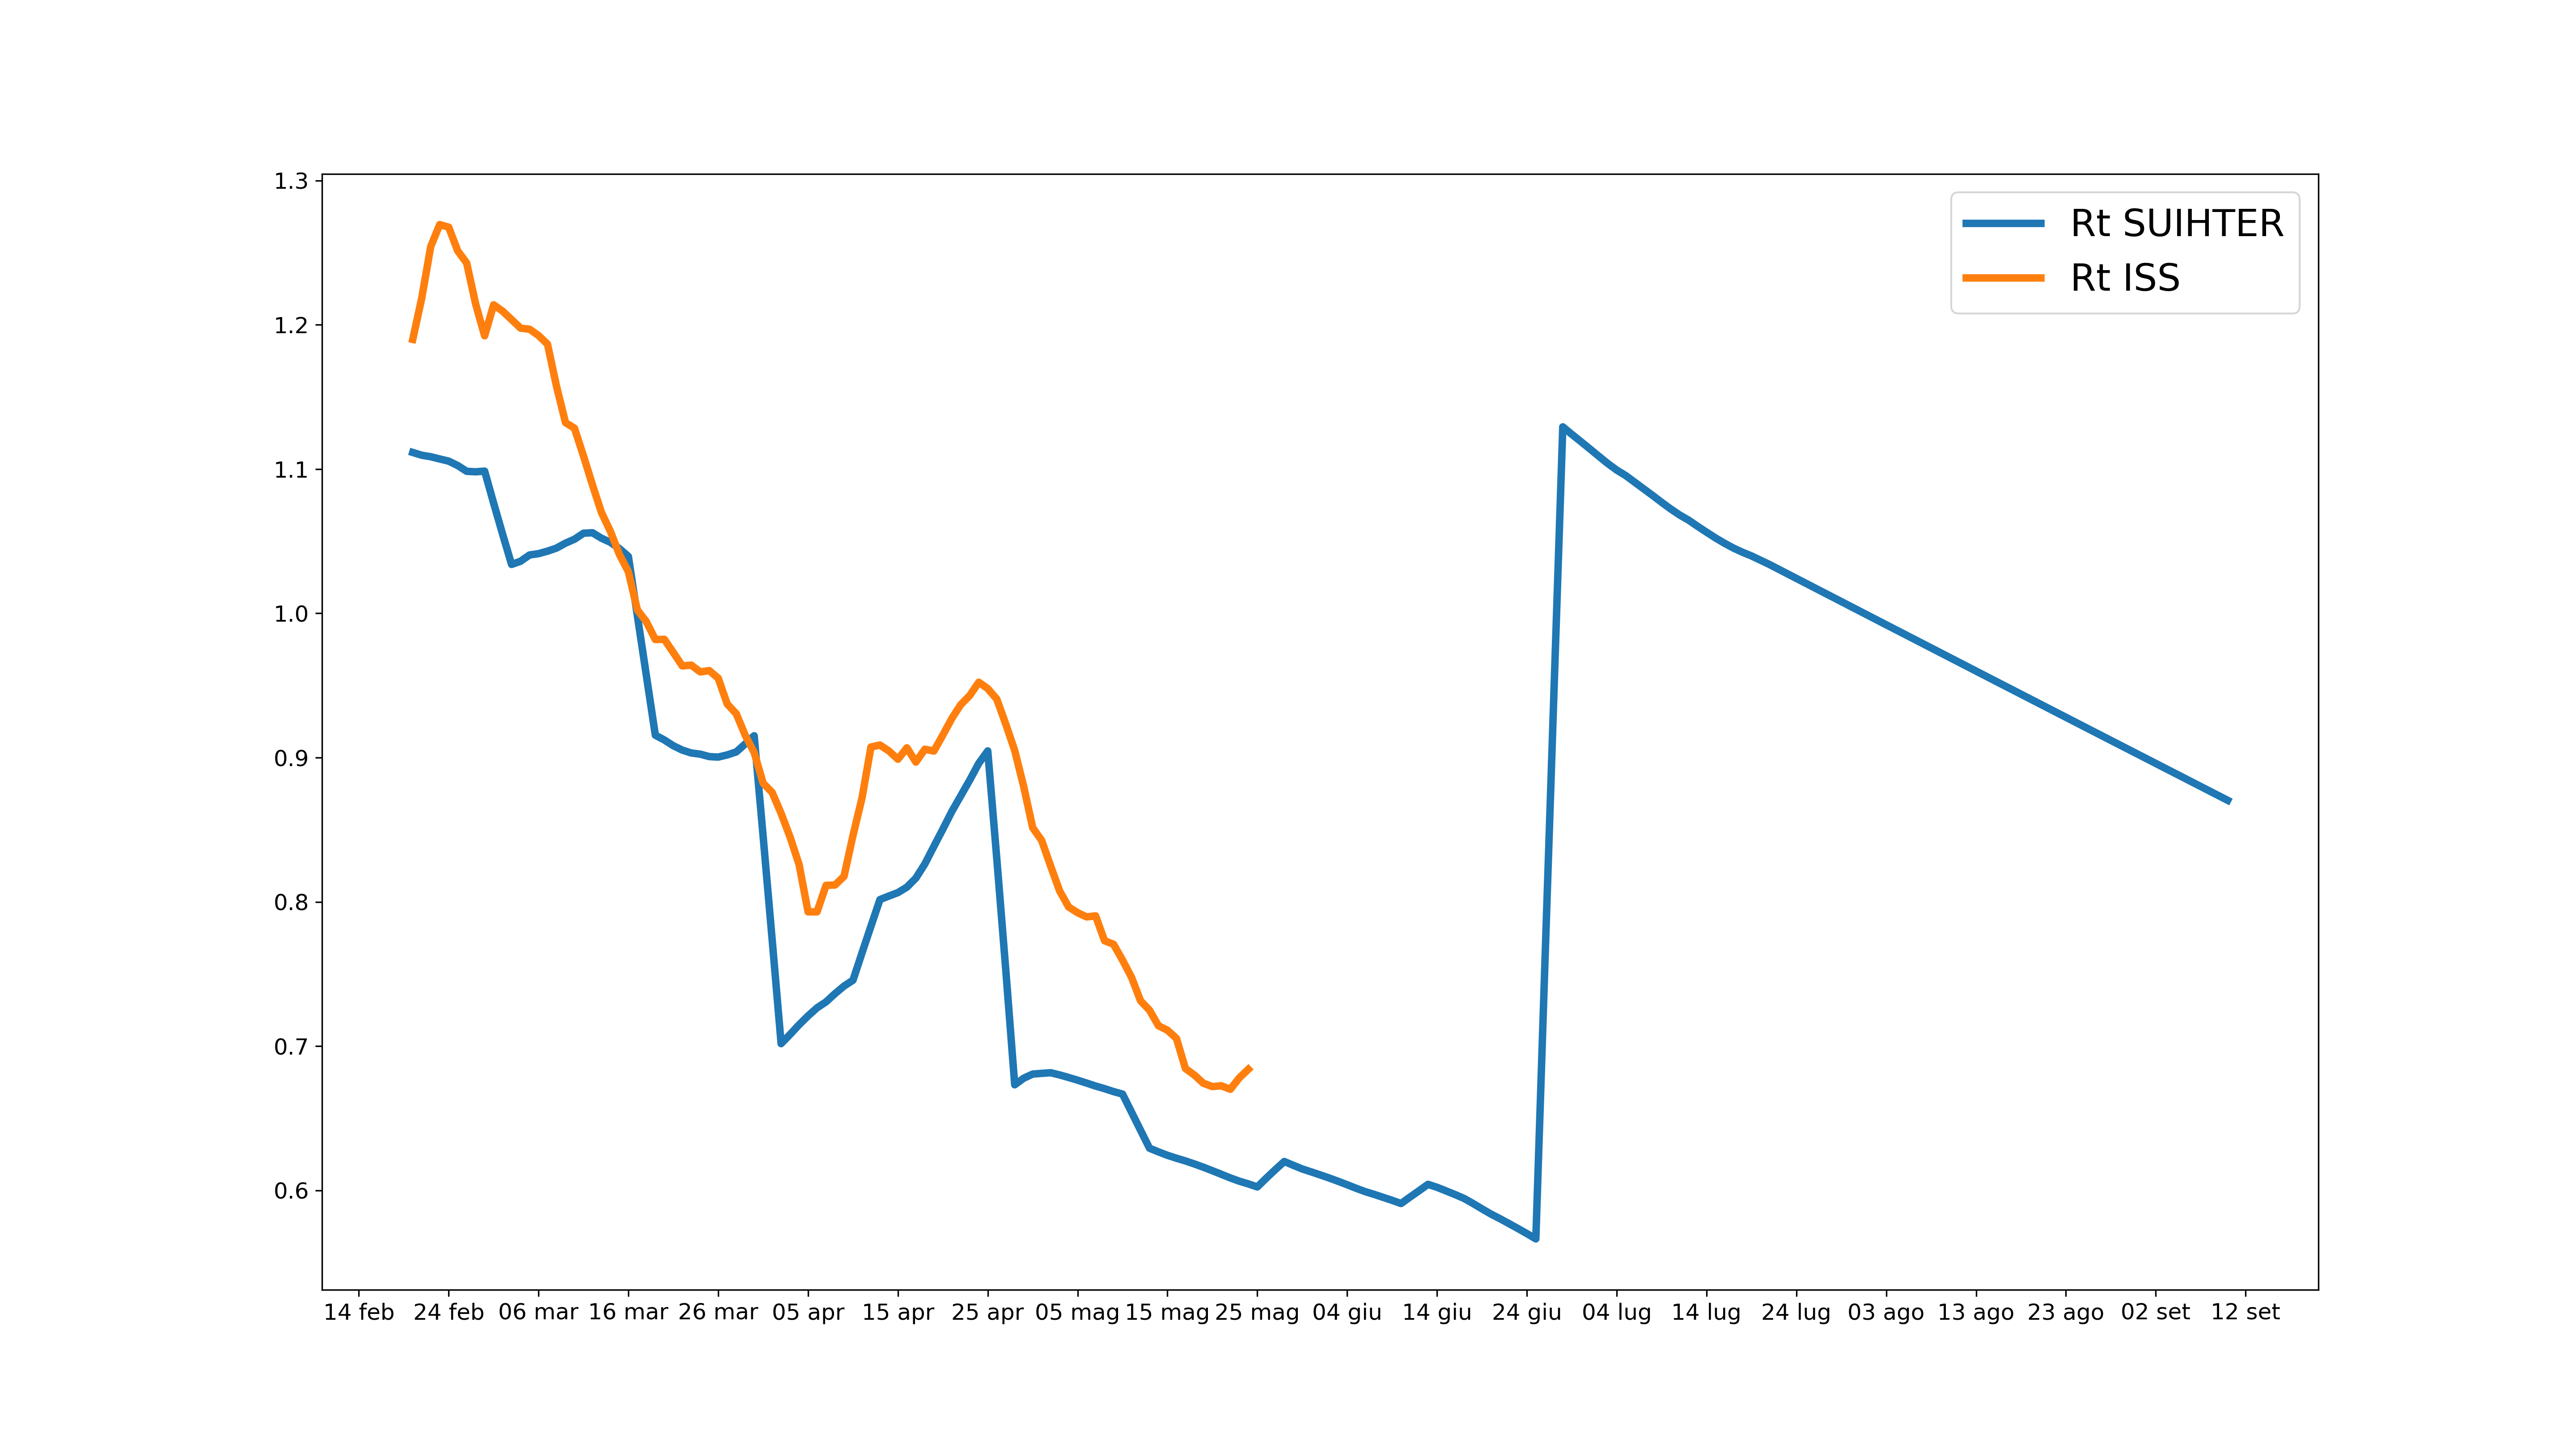 Rt SUIHTER
Rt ISS
1.3
1.2
1.1
1.0
0.9
0.8
0.7
0.6
14 feb 24 feb 06 mar 16 mar 26 mar 05 apr 15 apr 25 apr 05 mag 15 mag 25 mag 04 giu 14 giu 24 giu 04 lug 14 lug 24 lug 03 ago 13 ago 23 ago 02 set 12 set